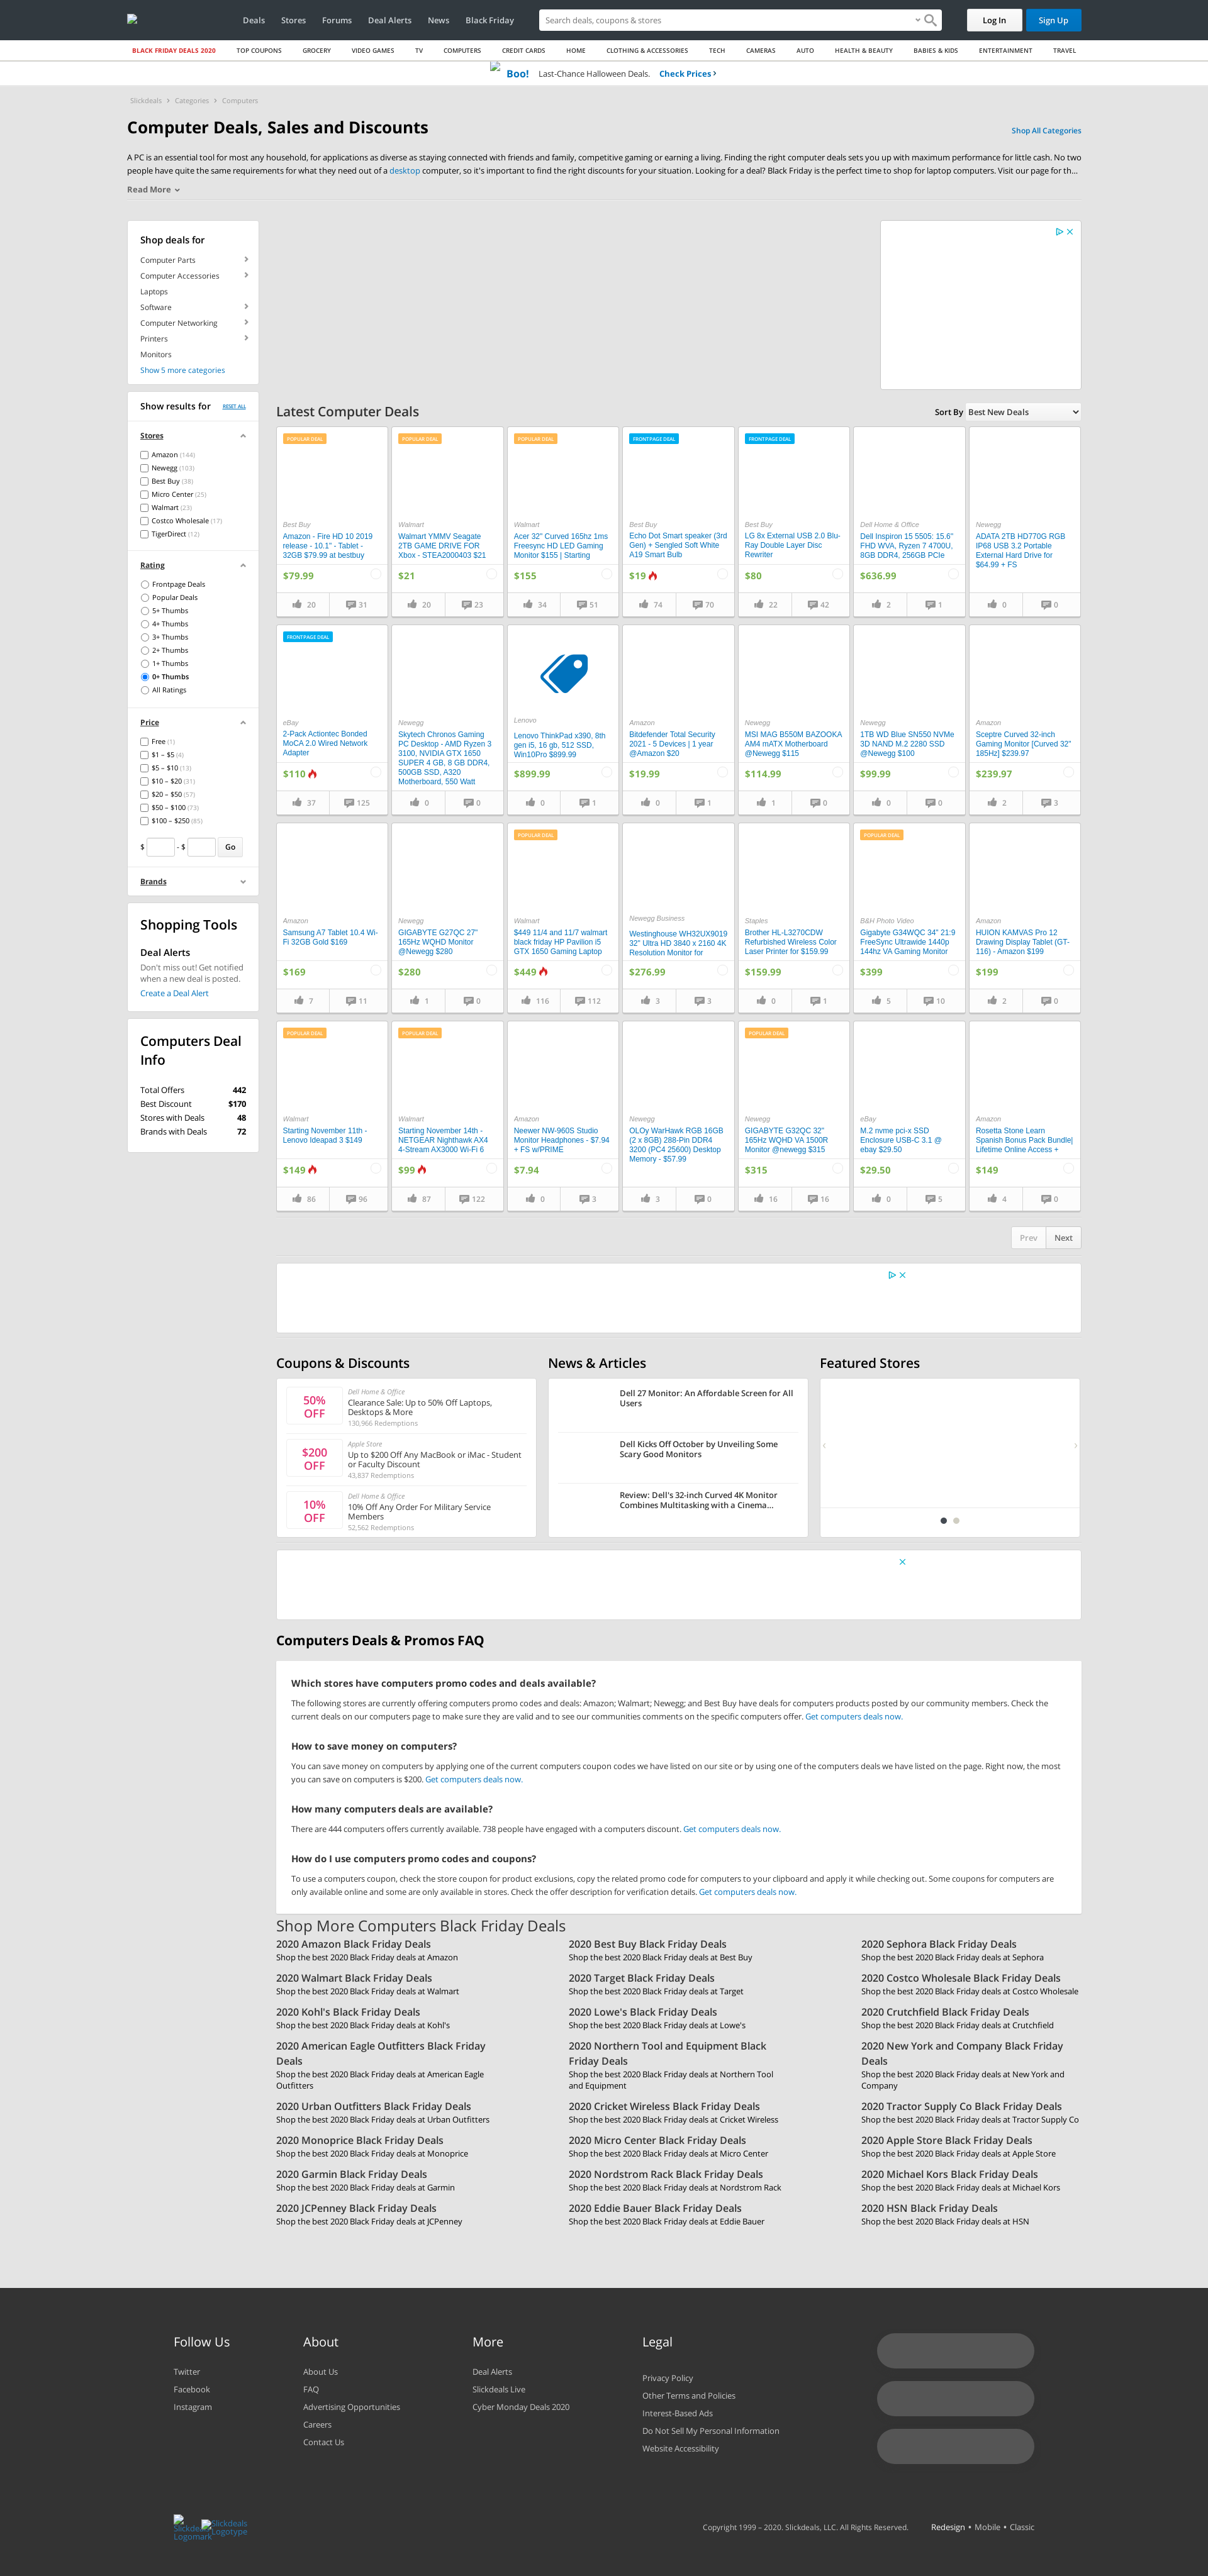 Deals Stores Forums Deal Alerts News Black Friday
Search deals, coupons & stores
Log In
Sign Up
BLACK FRIDAY DEALS 2020 TOP COUPONS GROCERY VIDEO GAMES TV COMPUTERS CREDIT CARDS HOME CLOTHING & ACCESSORIES TECH CAMERAS AUTO HEALTH & BEAUTY BABIES & KIDS ENTERTAINMENT TRAVEL
Boo! Last-Chance Halloween Deals. Check Prices
Slickdeals › Categories › Computers
Computer Deals, Sales and Discounts
Shop All Categories
A PC is an essential tool for most any household, for applications as diverse as staying connected with friends and family, competitive gaming or earning a living. Finding the right computer deals sets you up with maximum performance for little cash. No two
people have quite the same requirements for what they need out of a desktop computer, so it's important to find the right discounts for your situation. Looking for a deal? Black Friday is the perfect time to shop for laptop computers. Visit our page for th...
Read More
Shop deals for
Computer Parts
Computer Accessories
Laptops
Software
Computer Networking
Printers
Monitors
Show 5 more categories
Show results for
RESET ALL
Stores
Amazon (144)
Newegg (103)
Best Buy (38)
Micro Center (25)
Walmart (23)
Costco Wholesale (17)
TigerDirect (12)
Rating
Frontpage Deals
Popular Deals
5+ Thumbs
4+ Thumbs
3+ Thumbs
2+ Thumbs
1+ Thumbs
0+ Thumbs
All Ratings
Price
Free (1)
$1 – $5 (4)
$5 – $10 (13)
$10 – $20 (31)
$20 – $50 (57)
$50 – $100 (73)
$100 – $250 (85)
$ - $ Go
Brands
Shopping Tools
Deal Alerts
Don't miss out! Get notified
when a new deal is posted.
Create a Deal Alert
Computers Deal
Info
Total Offers 442
Best Discount $170
Stores with Deals 48
Brands with Deals 72
Latest Computer Deals
Sort By Best New Deals
POPULAR DEAL
Best Buy
Amazon - Fire HD 10 2019
release - 10.1" - Tablet -
32GB $79.99 at bestbuy
$79.99
20 31
POPULAR DEAL
Walmart
Walmart YMMV Seagate
2TB GAME DRIVE FOR
Xbox - STEA2000403 $21
$21
20 23
POPULAR DEAL
Walmart
Acer 32" Curved 165hz 1ms
Freesync HD LED Gaming
Monitor $155 | Starting
$155
34 51
FRONTPAGE DEAL
Best Buy
Echo Dot Smart speaker (3rd
Gen) + Sengled Soft White
A19 Smart Bulb
$19
74 70
FRONTPAGE DEAL
Best Buy
LG 8x External USB 2.0 Blu-
Ray Double Layer Disc
Rewriter
$80
22 42
Dell Home & Office
Dell Inspiron 15 5505: 15.6"
FHD WVA, Ryzen 7 4700U,
8GB DDR4, 256GB PCIe
$636.99
2 1
Newegg
ADATA 2TB HD770G RGB
IP68 USB 3.2 Portable
External Hard Drive for
$64.99 + FS
0 0
FRONTPAGE DEAL
eBay
2-Pack Actiontec Bonded
MoCA 2.0 Wired Network
Adapter
$110
37 125
Newegg
Skytech Chronos Gaming
PC Desktop - AMD Ryzen 3
3100, NVIDIA GTX 1650
SUPER 4 GB, 8 GB DDR4,
500GB SSD, A320
Motherboard, 550 Watt
0 0
Lenovo
Lenovo ThinkPad x390, 8th
gen i5, 16 gb, 512 SSD,
Win10Pro $899.99
$899.99
0 1
Amazon
Bitdefender Total Security
2021 - 5 Devices | 1 year
@Amazon $20
$19.99
0 1
Newegg
MSI MAG B550M BAZOOKA
AM4 mATX Motherboard
@Newegg $115
$114.99
1 0
Newegg
1TB WD Blue SN550 NVMe
3D NAND M.2 2280 SSD
@Newegg $100
$99.99
0 0
Amazon
Sceptre Curved 32-inch
Gaming Monitor [Curved 32"
185Hz] $239.97
$239.97
2 3
Amazon
Samsung A7 Tablet 10.4 Wi-
Fi 32GB Gold $169
$169
7 11
Newegg
GIGABYTE G27QC 27"
165Hz WQHD Monitor
@Newegg $280
$280
1 0
POPULAR DEAL
Walmart
$449 11/4 and 11/7 walmart
black friday HP Pavilion i5
GTX 1650 Gaming Laptop
$449
116 112
Newegg Business
Westinghouse WH32UX9019
32" Ultra HD 3840 x 2160 4K
Resolution Monitor for
$276.99
3 3
Staples
Brother HL-L3270CDW
Refurbished Wireless Color
Laser Printer for $159.99
$159.99
0 1
POPULAR DEAL
B&H Photo Video
Gigabyte G34WQC 34" 21:9
FreeSync Ultrawide 1440p
144hz VA Gaming Monitor
$399
5 10
Amazon
HUION KAMVAS Pro 12
Drawing Display Tablet (GT-
116) - Amazon $199
$199
2 0
POPULAR DEAL
Walmart
Starting November 11th -
Lenovo Ideapad 3 $149
$149
86 96
POPULAR DEAL
Walmart
Starting November 14th -
NETGEAR Nighthawk AX4
4-Stream AX3000 Wi-Fi 6
$99
87 122
Amazon
Neewer NW-960S Studio
Monitor Headphones - $7.94
+ FS w/PRIME
$7.94
0 3
Newegg
OLOy WarHawk RGB 16GB
(2 x 8GB) 288-Pin DDR4
3200 (PC4 25600) Desktop
Memory - $57.99
3 0
POPULAR DEAL
Newegg
GIGABYTE G32QC 32"
165Hz WQHD VA 1500R
Monitor @newegg $315
$315
16 16
eBay
M.2 nvme pci-x SSD
Enclosure USB-C 3.1 @
ebay $29.50
$29.50
0 5
Amazon
Rosetta Stone Learn
Spanish Bonus Pack Bundle|
Lifetime Online Access +
$149
4 0
Prev Next
Coupons & Discounts
50%
OFF
Dell Home & Office
Clearance Sale: Up to 50% Off Laptops,
Desktops & More
130,966 Redemptions
$200
OFF
Apple Store
Up to $200 Off Any MacBook or iMac - Student
or Faculty Discount
43,837 Redemptions
10%
OFF
Dell Home & Office
10% Off Any Order For Military Service
Members
52,562 Redemptions
News & Articles
Dell 27 Monitor: An Affordable Screen for All
Users
Dell Kicks Off October by Unveiling Some
Scary Good Monitors
Review: Dell's 32-inch Curved 4K Monitor
Combines Multitasking with a Cinema...
Featured Stores
Computers Deals & Promos FAQ
Which stores have computers promo codes and deals available?
The following stores are currently offering computers promo codes and deals: Amazon; Walmart; Newegg; and Best Buy have deals for computers products posted by our community members. Check the
current deals on our computers page to make sure they are valid and to see our communities comments on the specific computers offer. Get computers deals now.
How to save money on computers?
You can save money on computers by applying one of the current computers coupon codes we have listed on our site or by using one of the computers deals we have listed on the page. Right now, the most
you can save on computers is $200. Get computers deals now.
How many computers deals are available?
There are 444 computers offers currently available. 738 people have engaged with a computers discount. Get computers deals now.
How do I use computers promo codes and coupons?
To use a computers coupon, check the store coupon for product exclusions, copy the related promo code for computers to your clipboard and apply it while checking out. Some coupons for computers are
only available online and some are only available in stores. Check the offer description for verification details. Get computers deals now.
Shop More Computers Black Friday Deals
2020 Amazon Black Friday Deals
Shop the best 2020 Black Friday deals at Amazon
2020 Best Buy Black Friday Deals
Shop the best 2020 Black Friday deals at Best Buy
2020 Sephora Black Friday Deals
Shop the best 2020 Black Friday deals at Sephora
2020 Walmart Black Friday Deals
Shop the best 2020 Black Friday deals at Walmart
2020 Target Black Friday Deals
Shop the best 2020 Black Friday deals at Target
2020 Costco Wholesale Black Friday Deals
Shop the best 2020 Black Friday deals at Costco Wholesale
2020 Kohl's Black Friday Deals
Shop the best 2020 Black Friday deals at Kohl's
2020 Lowe's Black Friday Deals
Shop the best 2020 Black Friday deals at Lowe's
2020 Crutchfield Black Friday Deals
Shop the best 2020 Black Friday deals at Crutchfield
2020 American Eagle Outfitters Black Friday
Deals
Shop the best 2020 Black Friday deals at American Eagle
Outfitters
2020 Northern Tool and Equipment Black
Friday Deals
Shop the best 2020 Black Friday deals at Northern Tool
and Equipment
2020 New York and Company Black Friday
Deals
Shop the best 2020 Black Friday deals at New York and
Company
2020 Urban Outfitters Black Friday Deals
Shop the best 2020 Black Friday deals at Urban Outfitters
2020 Cricket Wireless Black Friday Deals
Shop the best 2020 Black Friday deals at Cricket Wireless
2020 Tractor Supply Co Black Friday Deals
Shop the best 2020 Black Friday deals at Tractor Supply Co
2020 Monoprice Black Friday Deals
Shop the best 2020 Black Friday deals at Monoprice
2020 Micro Center Black Friday Deals
Shop the best 2020 Black Friday deals at Micro Center
2020 Apple Store Black Friday Deals
Shop the best 2020 Black Friday deals at Apple Store
2020 Garmin Black Friday Deals
Shop the best 2020 Black Friday deals at Garmin
2020 Nordstrom Rack Black Friday Deals
Shop the best 2020 Black Friday deals at Nordstrom Rack
2020 Michael Kors Black Friday Deals
Shop the best 2020 Black Friday deals at Michael Kors
2020 JCPenney Black Friday Deals
Shop the best 2020 Black Friday deals at JCPenney
2020 Eddie Bauer Black Friday Deals
Shop the best 2020 Black Friday deals at Eddie Bauer
2020 HSN Black Friday Deals
Shop the best 2020 Black Friday deals at HSN
Follow Us
Twitter
Facebook
Instagram
About
About Us
FAQ
Advertising Opportunities
Careers
Contact Us
More
Deal Alerts
Slickdeals Live
Cyber Monday Deals 2020
Legal
Privacy Policy
Other Terms and Policies
Interest-Based Ads
Do Not Sell My Personal Information
Website Accessibility
Slickdeals
Logomark
Slickdeals
Logotype
Copyright 1999 – 2020. Slickdeals, LLC. All Rights Reserved.
Redesign • Mobile • Classic